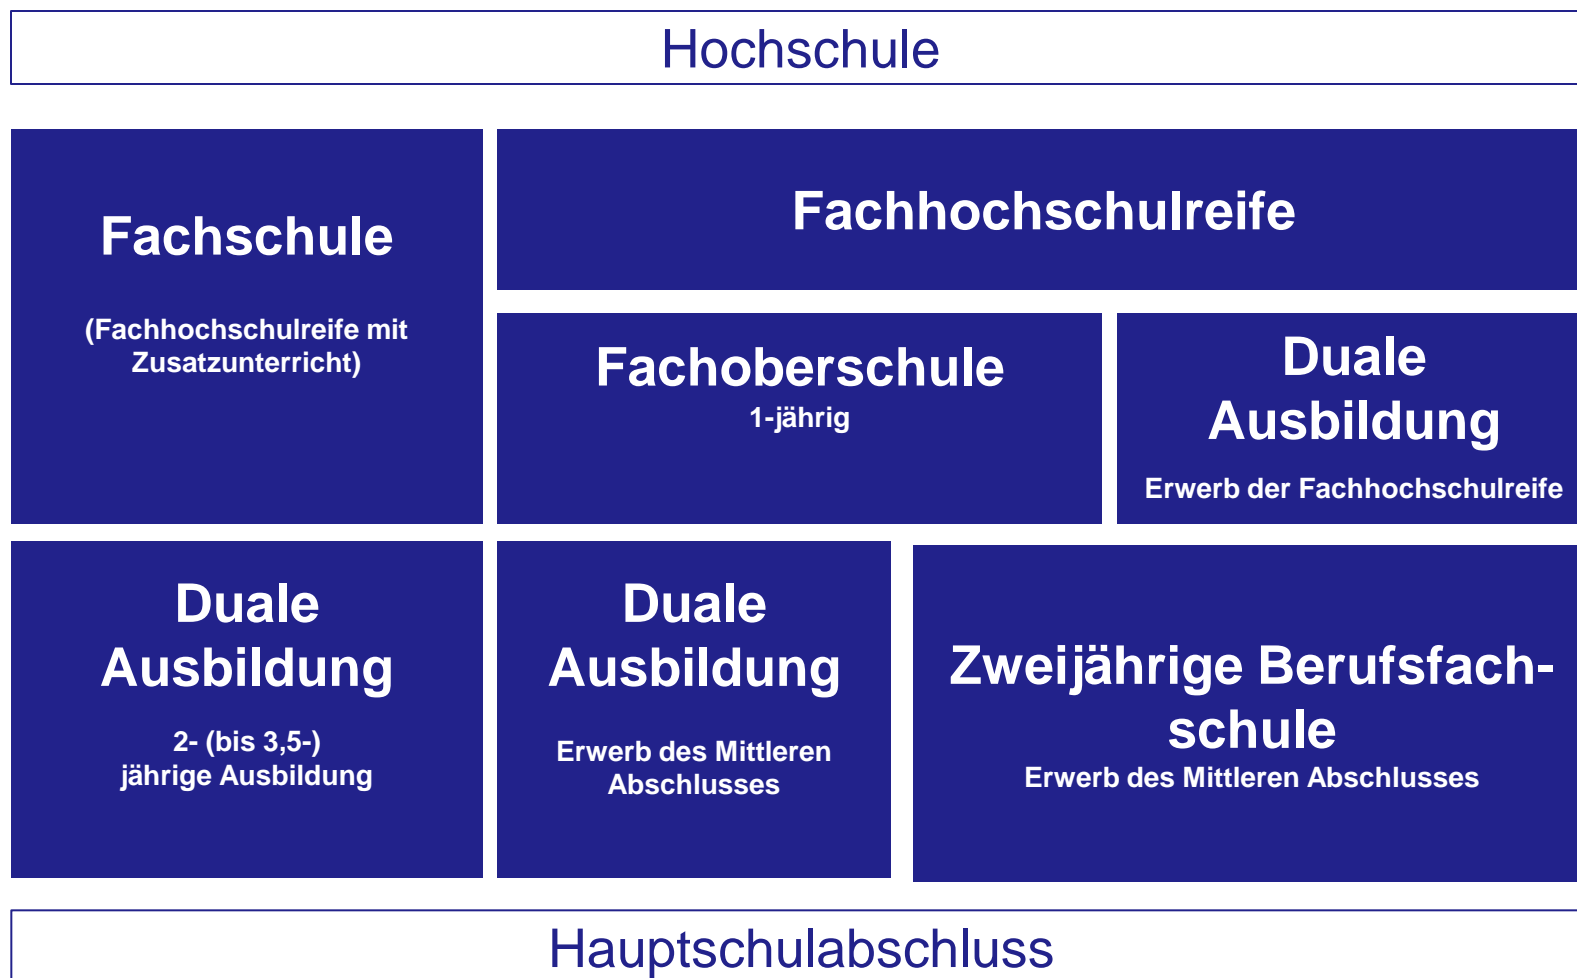 Hochschule
Fachschule
(Fachhochschulreife mit
Zusatzunterricht)
Fachhochschulreife
Fachoberschule
1-jährig
Duale
Ausbildung
Erwerb der Fachhochschulreife
Duale
Ausbildung
2- (bis 3,5-)
jährige Ausbildung
Duale
Ausbildung
Erwerb des Mittleren
Abschlusses
Zweijährige Berufsfach-
schule
Erwerb des Mittleren Abschlusses
Hauptschulabschluss